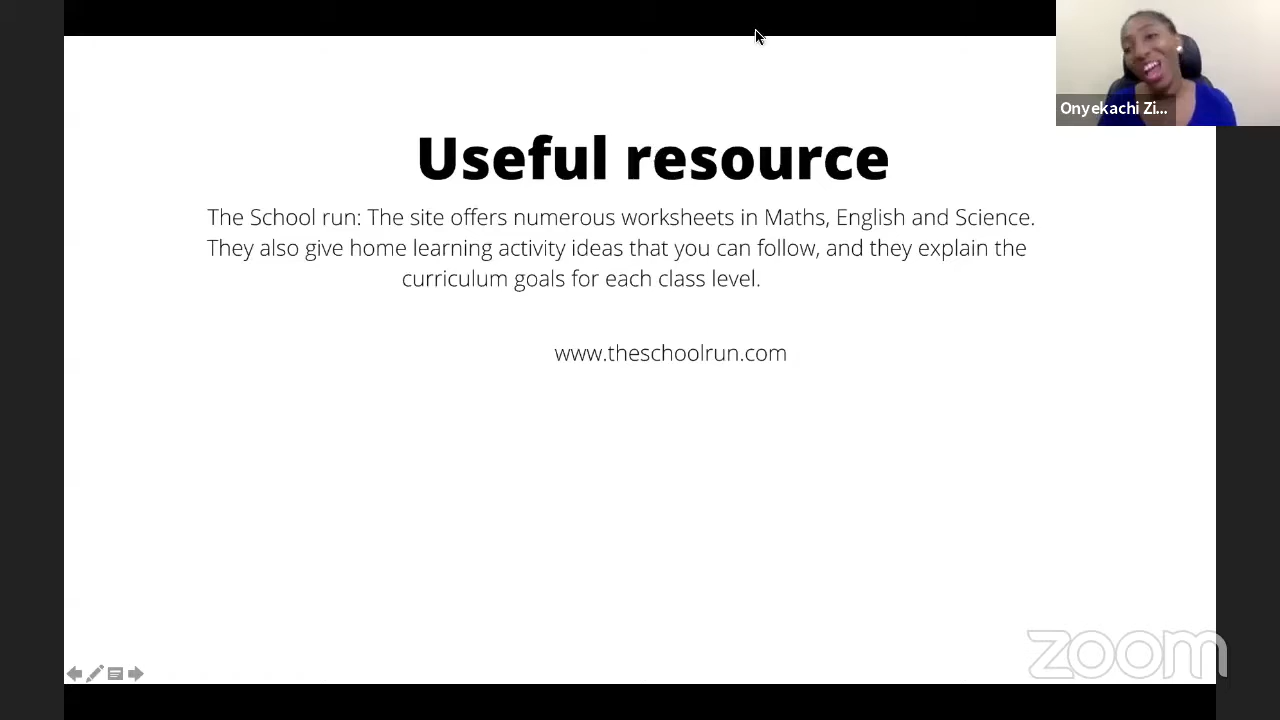 Onyekachi Zi...
Useful resource
The School run: The site offers numerous worksheets in Maths, English and Science.
They also give home learning activity ideas that you can follow, and they explain the
curriculum goals for each class level.
www.theschoolrun.com
zoom